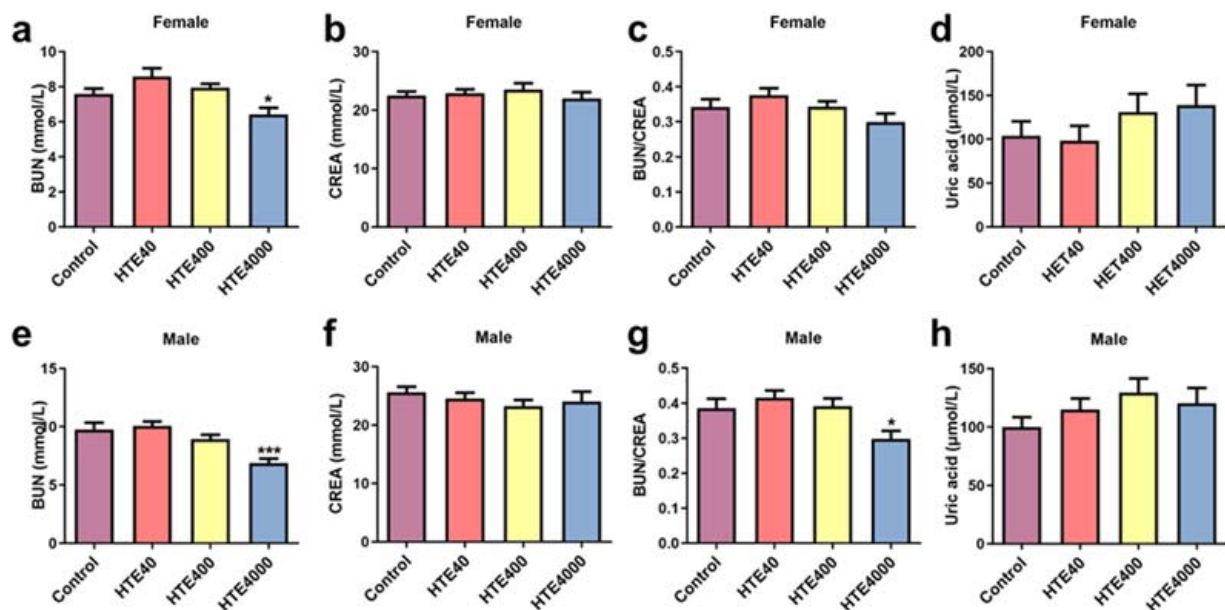 a
Female
BUN (mmol/L)
10
8
6
4
2
0
*
Control
HTE40
HTE400
HTE4000
b
Female
CREA (mmol/L)
30
20
10
0
Control
HTE40
HTE400
HTE4000
c
Female
BUN/CREA
0.5
0.4
0.3
0.2
0.1
0.0
Control
HTE40
HTE400
HTE4000
d
Female
Uric acid (μmol/L)
200
150
100
50
0
Control
HET40
HET400
HET4000
e
Male
BUN (mmol/L)
15
10
5
0
***
Control
HTE40
HTE400
HTE4000
f
Male
CREA (mmol/L)
30
20
10
0
Control
HTE40
HTE400
HTE4000
g
Male
BUN/CREA
0.5
0.4
0.3
0.2
0.1
0.0
*
Control
HTE40
HTE400
HTE4000
h
Male
Uric acid (μmol/L)
150
100
50
0
Control
HTE40
HTE400
HTE4000